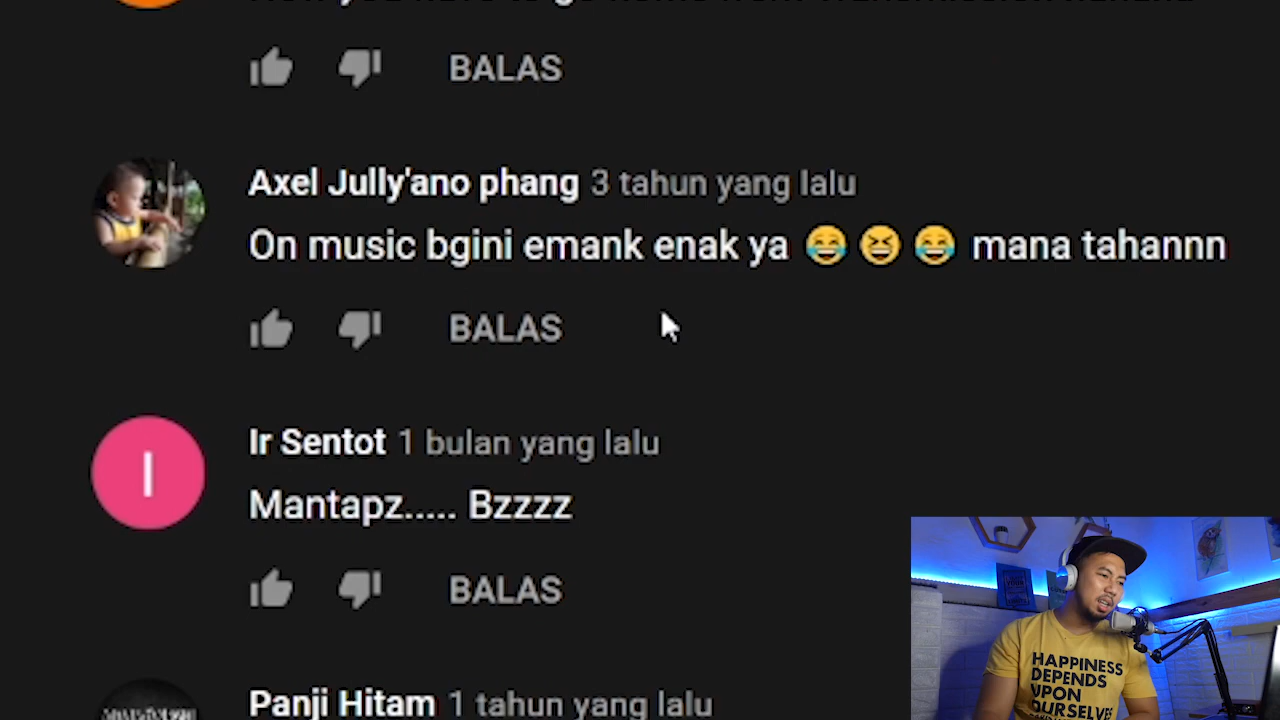 BALAS
Axel Jully'ano phang 3 tahun yang lalu
On music bgini emank enak ya 😂 😆 😂 mana tahannn
BALAS
Ir Sentot 1 bulan yang lalu
I
Mantapz..... Bzzzz
BALAS
Panji Hitam 1 tahun yang lalu
HAPPINESS
DEPENDS
UPON
OURSELVES